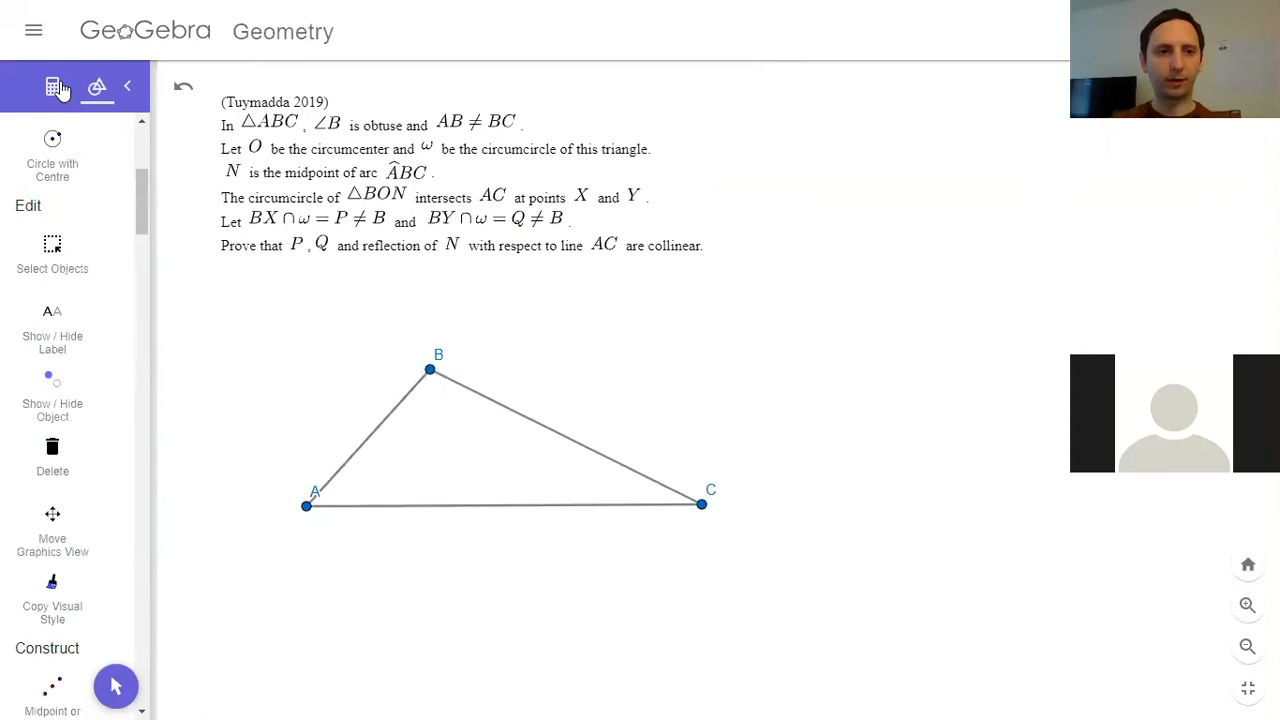 GeoGebra Geometry
(Tuymadda 2019)
In △ABC , ∠B is obtuse and AB ≠ BC .
Let O be the circumcenter and ω be the circumcircle of this triangle.
N is the midpoint of arc A͡BC .
The circumcircle of △BON intersects AC at points X and Y .
Let BX ∩ ω = P ≠ B and BY ∩ ω = Q ≠ B .
Prove that P , Q and reflection of N with respect to line AC are collinear.
Circle with
Centre
Edit
Select Objects
AA
Show / Hide
Label
Show / Hide
Object
Delete
Move
Graphics View
Copy Visual
Style
Construct
Midpoint or
B
A
C